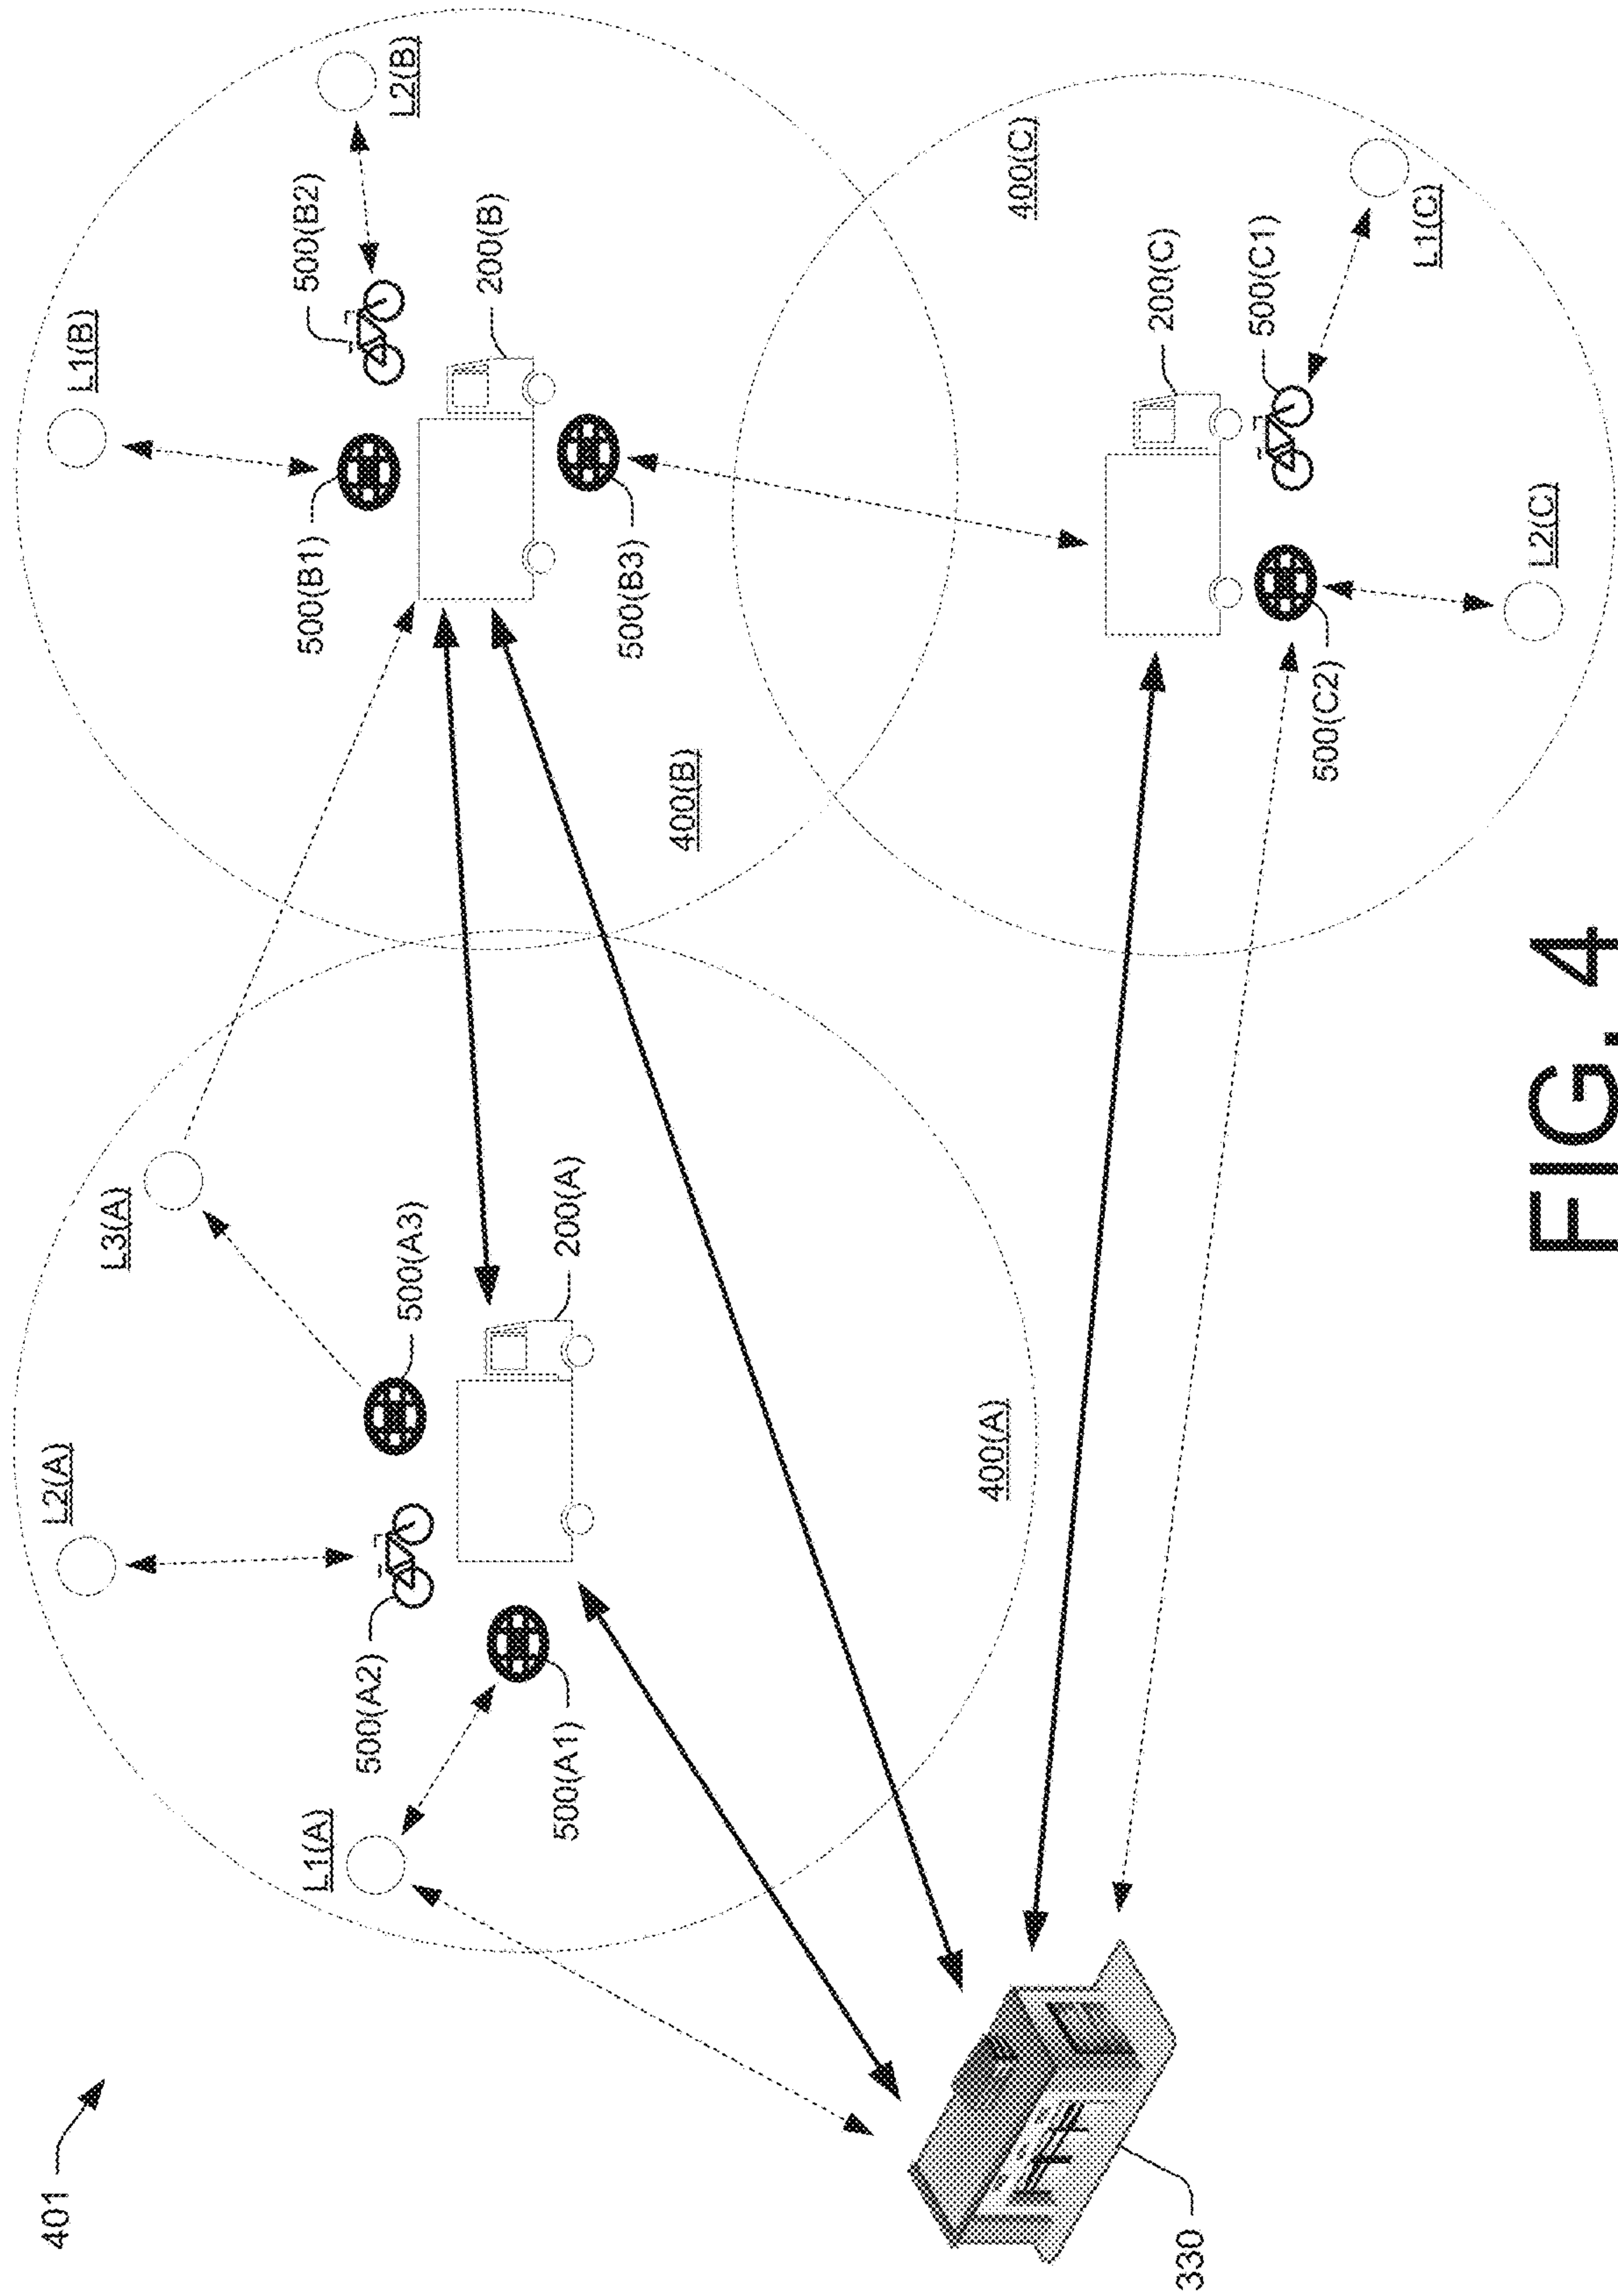 401
L1(A)
L2(A)
L3(A)
500(A2)
500(A3)
500(A1)
200(A)
400(A)
L1(B)
L2(B)
500(B1)
500(B2)
200(B)
500(B3)
400(B)
400(C)
200(C)
500(C1)
500(C2)
L1(C)
L2(C)
330
FIG. 4